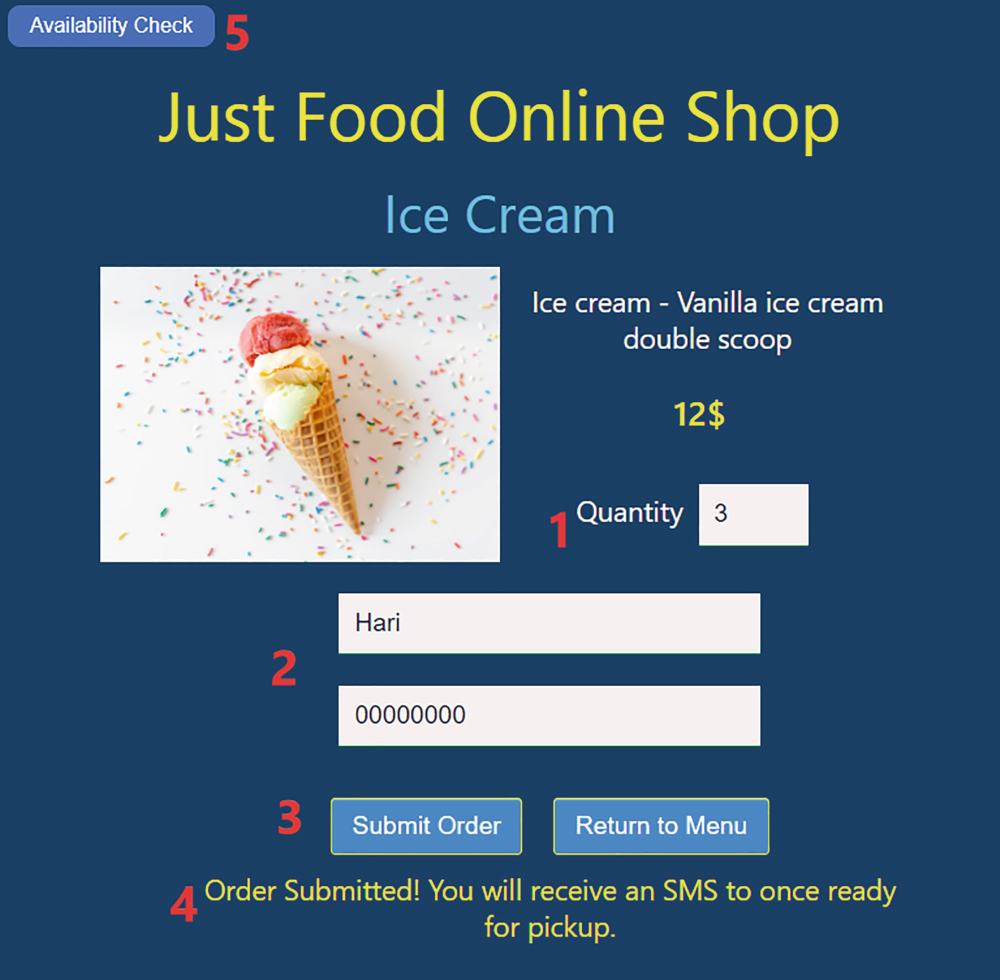 Availability Check 5
Just Food Online Shop
Ice Cream
Ice cream - Vanilla ice cream
double scoop
12$
1 Quantity 3
Hari
2
00000000
3 Submit Order Return to Menu
4 Order Submitted! You will receive an SMS to once ready
for pickup.